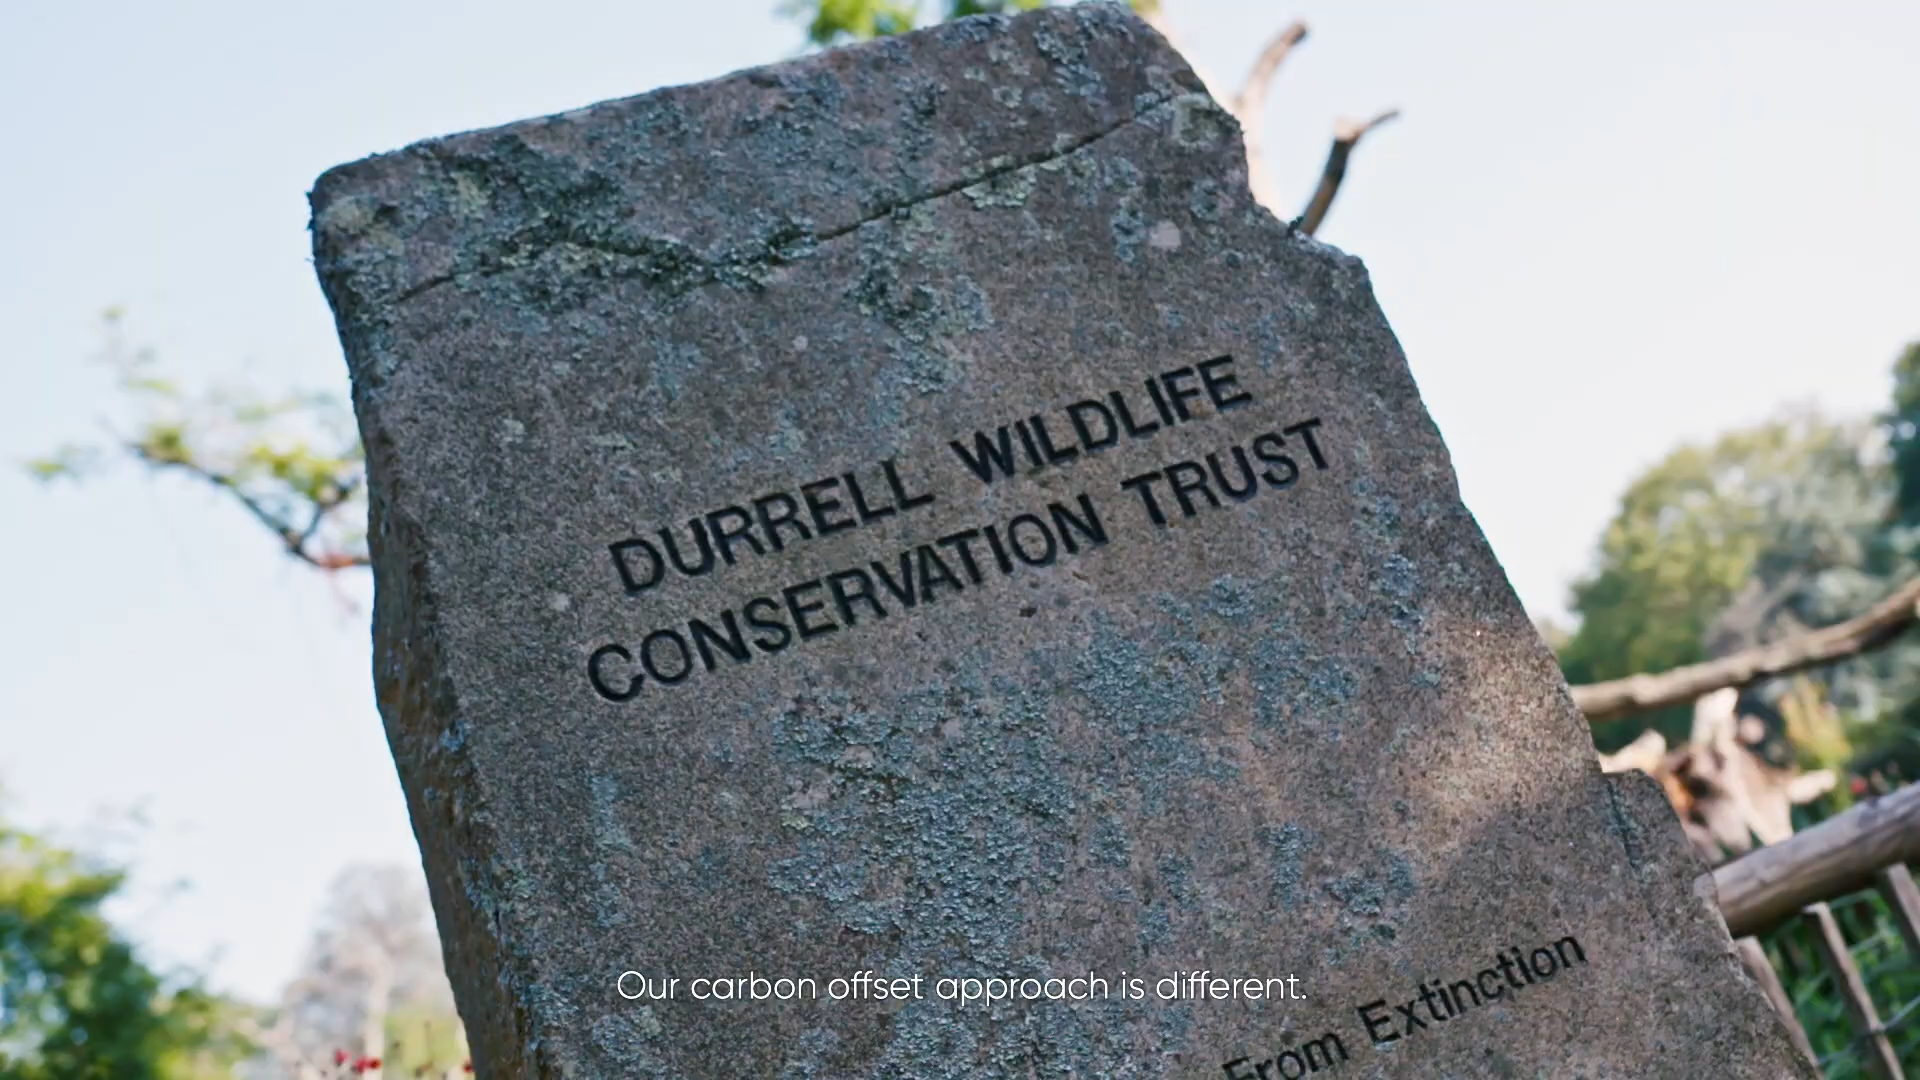 DURRELL WILDLIFE
CONSERVATION TRUST
From Extinction
Our carbon offset approach is different.